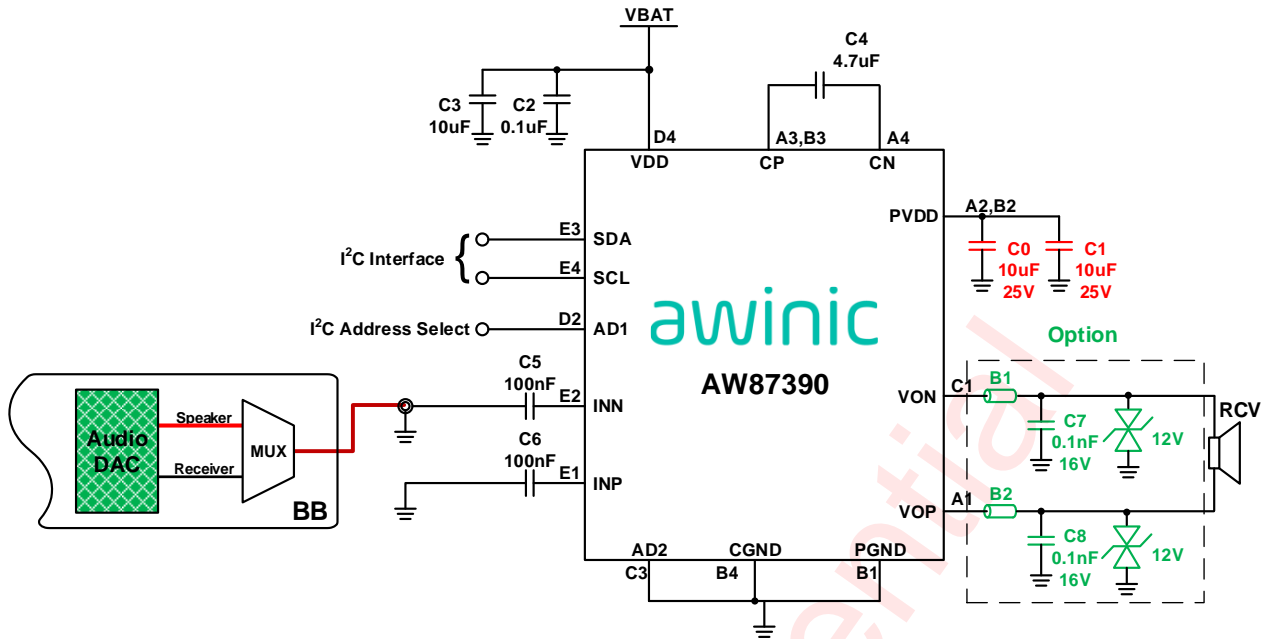 VBAT
C4
4.7uF
C3
10uF
C2
0.1uF
D4
A3,B3
A4
VDD
CP
CN
PVDD
A2,B2
C0
10uF
25V
C1
10uF
25V
I²C Interface
{
E3
SDA
E4
SCL
I²C Address Select
D2
AD1
awinic
AW87390
Option
C5
100nF
E2
INN
C6
100nF
E1
INP
Audio
DAC
Speaker
Receiver
MUX
BB
VON
C1
B1
C7
0.1nF
16V
12V
RCV
VOP
A1
B2
C8
0.1nF
16V
12V
AD2
CGND
PGND
C3
B4
B1